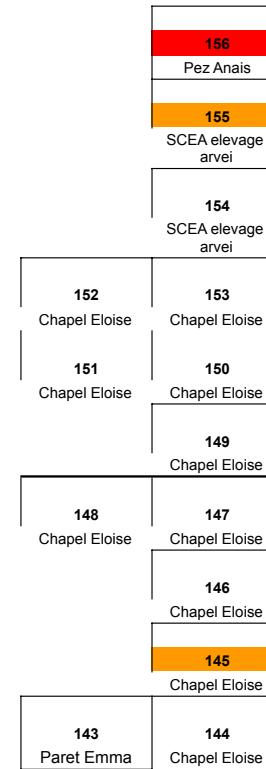 156
Pez Anais
155
SCEA elevage
arvei
154
SCEA elevage
arvei
152 153
Chapel Eloise Chapel Eloise
151 150
Chapel Eloise Chapel Eloise
149
Chapel Eloise
148 147
Chapel Eloise Chapel Eloise
146
Chapel Eloise
145
Chapel Eloise
143 144
Paret Emma Chapel Eloise